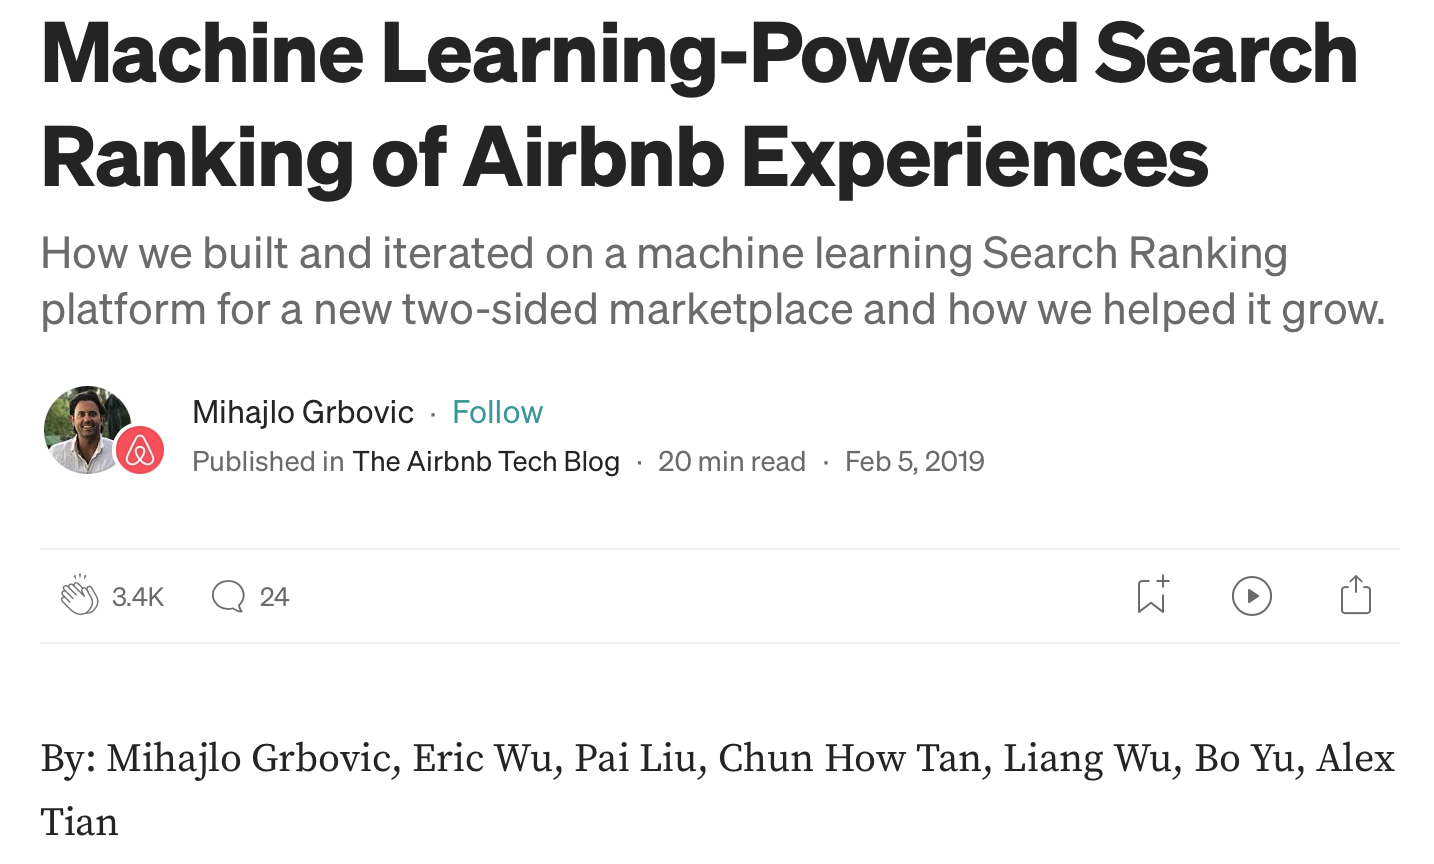 Machine Learning-Powered Search
Ranking of Airbnb Experiences
How we built and iterated on a machine learning Search Ranking
platform for a new two-sided marketplace and how we helped it grow.
Mihajlo Grbovic · Follow
Published in The Airbnb Tech Blog · 20 min read · Feb 5, 2019
3.4K 24
By: Mihajlo Grbovic, Eric Wu, Pai Liu, Chun How Tan, Liang Wu, Bo Yu, Alex
Tian